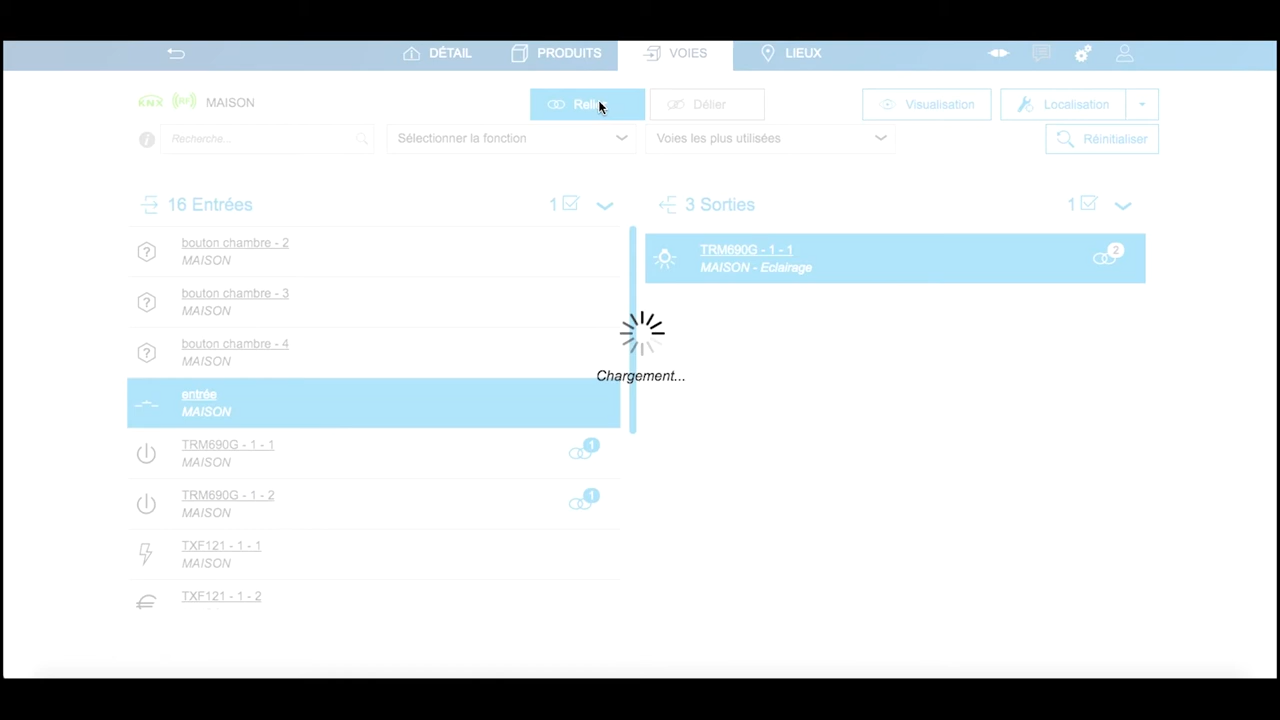 DÉTAIL PRODUITS VOIES LIEUX
KNX RF MAISON Délier Visualisation Localisation
Recherche... Sélectionner la fonction Voies les plus utilisées Réinitialiser
16 Entrées 1
bouton chambre - 2
MAISON
bouton chambre - 3
MAISON
bouton chambre - 4
MAISON
entrée
MAISON
TRM690G - 1 - 1 1
MAISON
TRM690G - 1 - 2 1
MAISON
TXF121 - 1 - 1
MAISON
TXF121 - 1 - 2
3 Sorties 1
TRM690G - 1 - 1 2
MAISON - Eclairage
Chargement...